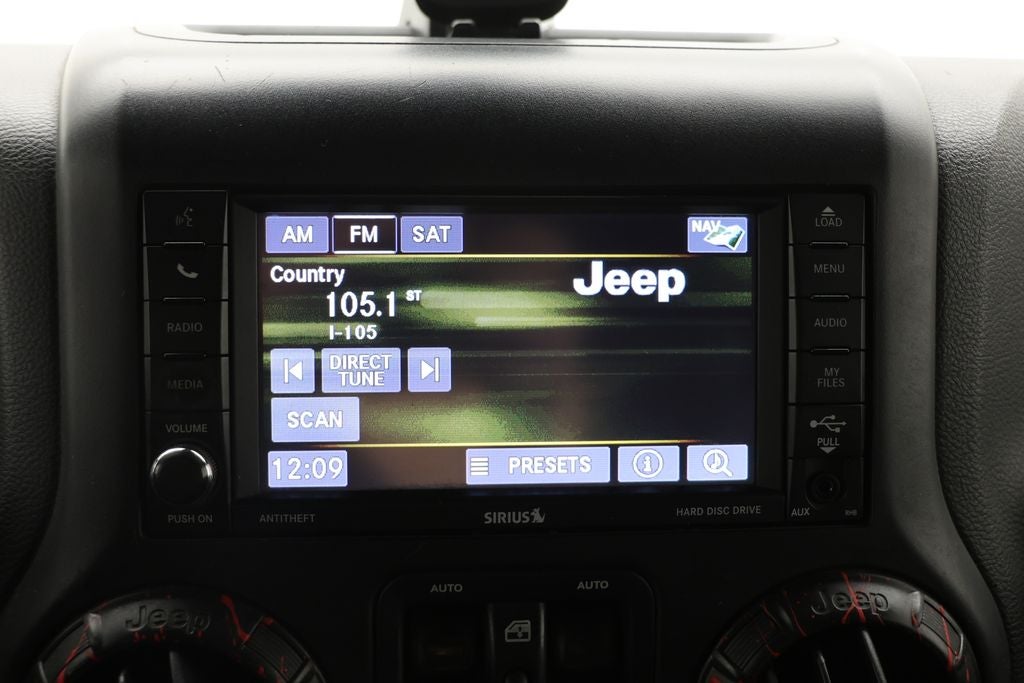 AM FM SAT NAV
Country
105.1 ST
I-105
Jeep
DIRECT
TUNE
SCAN
12:09 PRESETS
RADIO
MEDIA
VOLUME
PUSH ON
LOAD
MENU
AUDIO
MY
FILES
PULL
AUX RHB
ANTITHEFT SIRIUS HARD DISC DRIVE
AUTO AUTO
Jeep Jeep